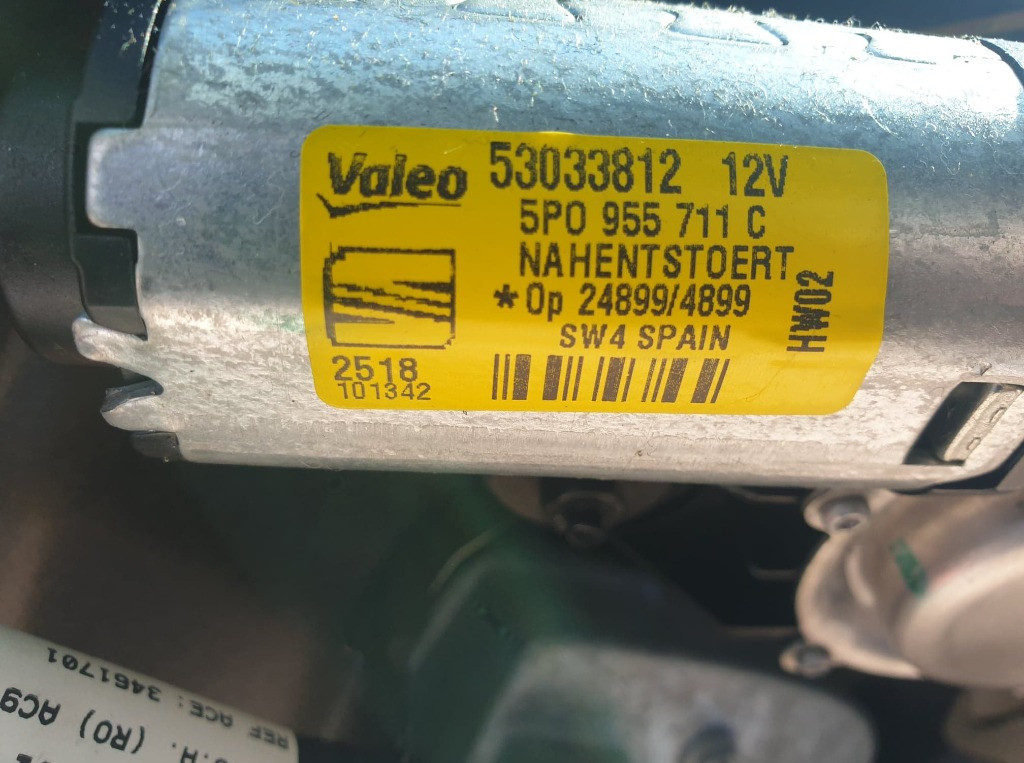 Valeo 53033812 12V
5P0 955 711 C
NAHENTSTOERT
*Op 24899/4899
SW4 SPAIN
HW02
2518
101342
REF ACE: 3461701
.H. (RO) AC9